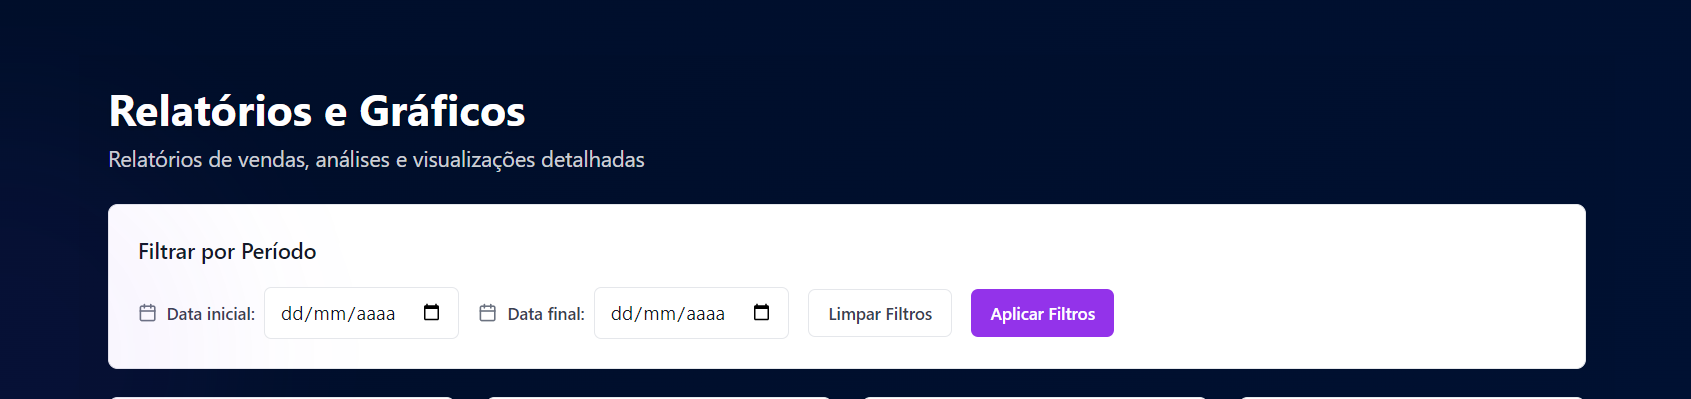 Relatórios e Gráficos
Relatórios de vendas, análises e visualizações detalhadas
Filtrar por Período
Data inicial: dd/mm/aaaa Data final: dd/mm/aaaa Limpar Filtros Aplicar Filtros